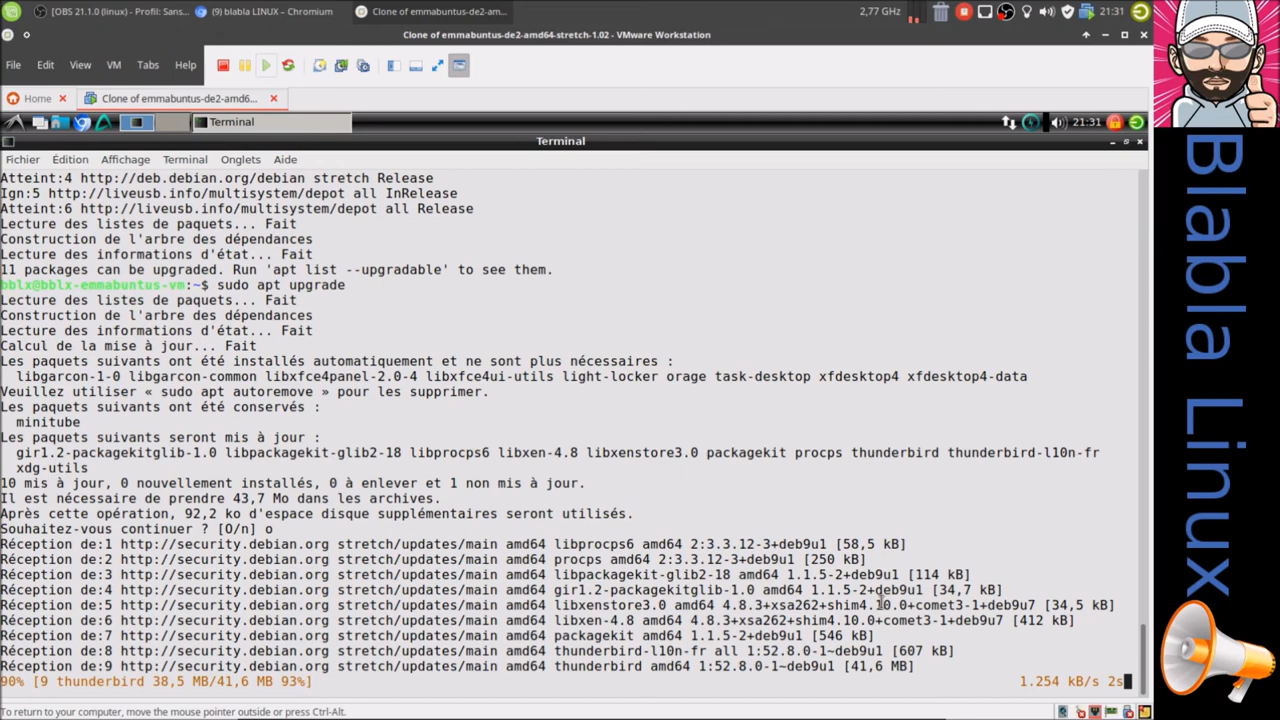 [OBS 21.1.0 (linux) - Profil: Sans...
(9) blabla LINUX – Chromium
Clone of emmabuntus-de2-am...
2,77 GHz
21:31
Clone of emmabuntus-de2-amd64-stretch-1.02 - VMware Workstation
File Edit View VM Tabs Help
Home
Clone of emmabuntus-de2-amd6...
Terminal
21:31
Terminal
Fichier Édition Affichage Terminal Onglets Aide
Atteint:4 http://deb.debian.org/debian stretch Release
Ign:5 http://liveusb.info/multisystem/depot all InRelease
Atteint:6 http://liveusb.info/multisystem/depot all Release
Lecture des listes de paquets... Fait
Construction de l'arbre des dépendances
Lecture des informations d'état... Fait
11 packages can be upgraded. Run 'apt list --upgradable' to see them.
bblx@bblx-emmabuntus-vm:~$ sudo apt upgrade
Lecture des listes de paquets... Fait
Construction de l'arbre des dépendances
Lecture des informations d'état... Fait
Calcul de la mise à jour... Fait
Les paquets suivants ont été installés automatiquement et ne sont plus nécessaires :
libgarcon-1-0 libgarcon-common libxfce4panel-2.0-4 libxfce4ui-utils light-locker orage task-desktop xfdesktop4 xfdesktop4-data
Veuillez utiliser « sudo apt autoremove » pour les supprimer.
Les paquets suivants ont été conservés :
minitube
Les paquets suivants seront mis à jour :
gir1.2-packagekitglib-1.0 libpackagekit-glib2-18 libprocps6 libxen-4.8 libxenstore3.0 packagekit procps thunderbird thunderbird-l10n-fr
xdg-utils
10 mis à jour, 0 nouvellement installés, 0 à enlever et 1 non mis à jour.
Il est nécessaire de prendre 43,7 Mo dans les archives.
Après cette opération, 92,2 ko d'espace disque supplémentaires seront utilisés.
Souhaitez-vous continuer ? [O/n] o
Réception de:1 http://security.debian.org stretch/updates/main amd64 libprocps6 amd64 2:3.3.12-3+deb9u1 [58,5 kB]
Réception de:2 http://security.debian.org stretch/updates/main amd64 procps amd64 2:3.3.12-3+deb9u1 [250 kB]
Réception de:3 http://security.debian.org stretch/updates/main amd64 libpackagekit-glib2-18 amd64 1.1.5-2+deb9u1 [114 kB]
Réception de:4 http://security.debian.org stretch/updates/main amd64 gir1.2-packagekitglib-1.0 amd64 1.1.5-2+deb9u1 [34,7 kB]
Réception de:5 http://security.debian.org stretch/updates/main amd64 libxenstore3.0 amd64 4.8.3+xsa262+shim4.10.0+comet3-1+deb9u7 [34,5 kB]
Réception de:6 http://security.debian.org stretch/updates/main amd64 libxen-4.8 amd64 4.8.3+xsa262+shim4.10.0+comet3-1+deb9u7 [412 kB]
Réception de:7 http://security.debian.org stretch/updates/main amd64 packagekit amd64 1.1.5-2+deb9u1 [546 kB]
Réception de:8 http://security.debian.org stretch/updates/main amd64 thunderbird-l10n-fr all 1:52.8.0-1~deb9u1 [607 kB]
Réception de:9 http://security.debian.org stretch/updates/main amd64 thunderbird amd64 1:52.8.0-1~deb9u1 [41,6 MB]
90% [9 thunderbird 38,5 MB/41,6 MB 93%] 1.254 kB/s 2s
To return to your computer, move the mouse pointer outside or press Ctrl-Alt.
Blabla Linux